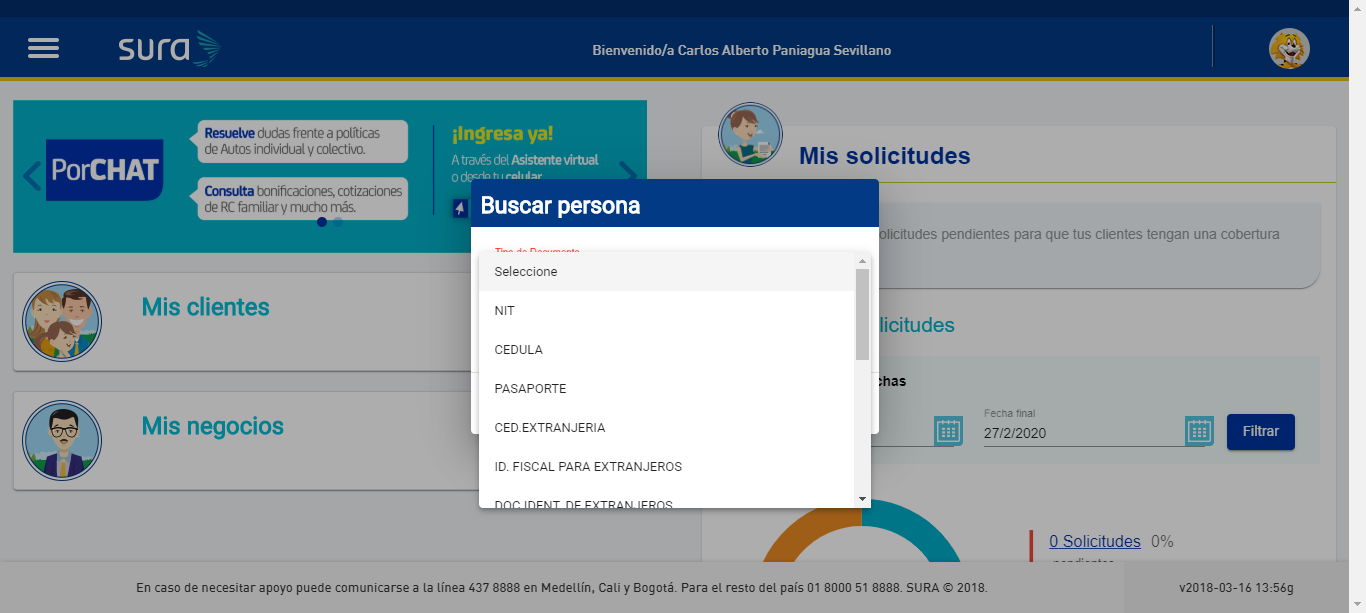 sura
Bienvenido/a Carlos Alberto Paniagua Sevillano
PorCHAT
Resuelve dudas frente a políticas
de Autos individual y colectivo.
Consulta bonificaciones, cotizaciones
de RC familiar y mucho más.
¡Ingresa ya!
A través del Asistente virtual
o desde tu celular
Mis solicitudes
olicitudes pendientes para que tus clientes tengan una cobertura
Mis clientes
Mis negocios
Buscar persona
Tipo de Documento
Seleccione
NIT
CEDULA
PASAPORTE
CED.EXTRANJERIA
ID. FISCAL PARA EXTRANJEROS
DOC.IDENT. DE EXTRANJEROS
licitudes
chas
Fecha final
27/2/2020
Filtrar
0 Solicitudes 0%
pendientes
En caso de necesitar apoyo puede comunicarse a la línea 437 8888 en Medellín, Cali y Bogotá. Para el resto del país 01 8000 51 8888. SURA © 2018.
v2018-03-16 13:56g